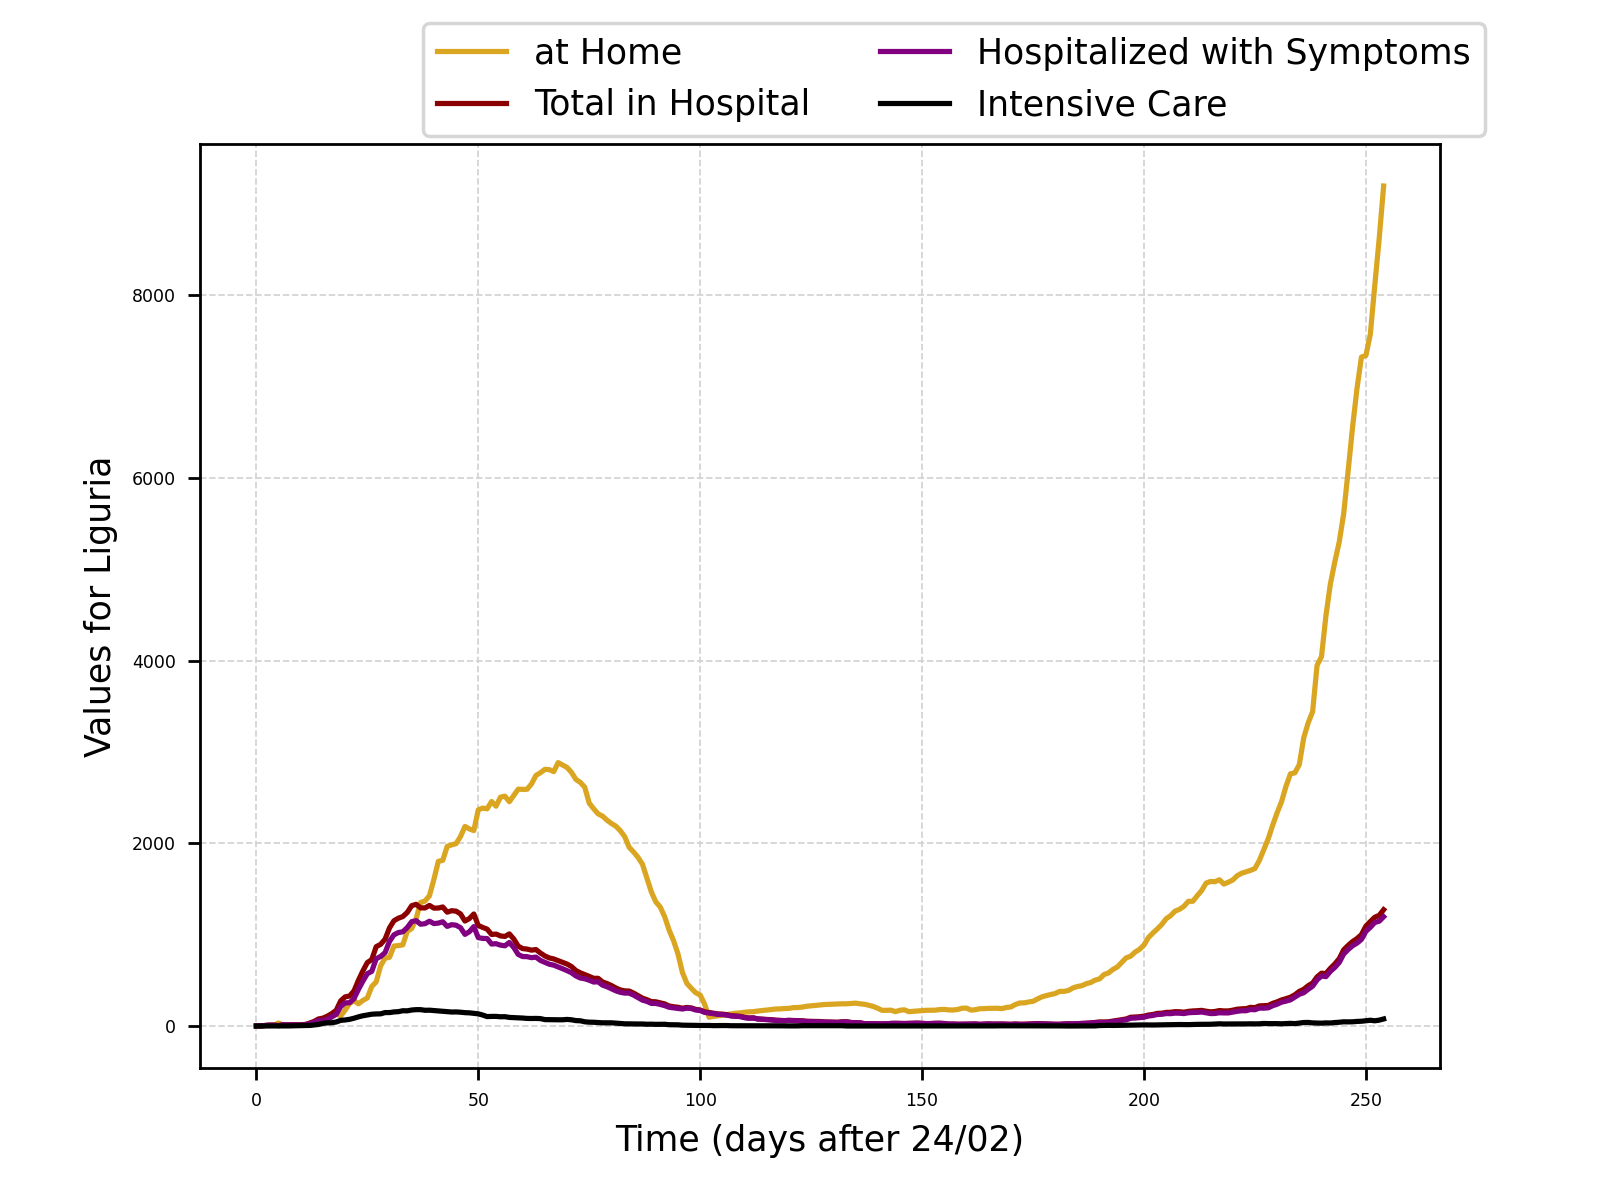 at Home
Total in Hospital
Hospitalized with Symptoms
Intensive Care
Values for Liguria
8000
6000
4000
2000
0
0 50 100 150 200 250
Time (days after 24/02)